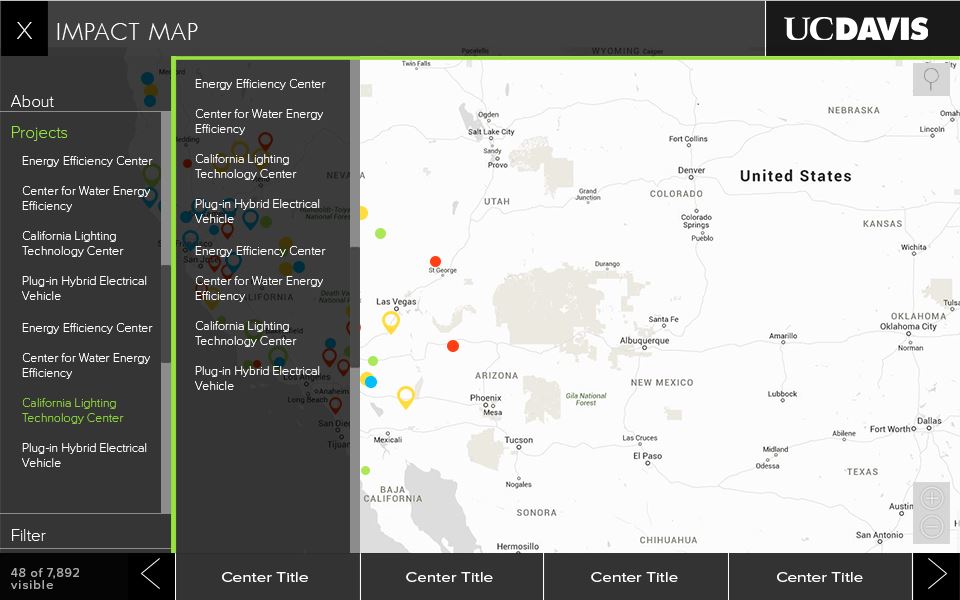 X
IMPACT MAP
UCDAVIS
About
Projects
Energy Efficiency Center
Center for Water Energy
Efficiency
California Lighting
Technology Center
Plug-in Hybrid Electrical
Vehicle
Energy Efficiency Center
Center for Water Energy
Efficiency
California Lighting
Technology Center
Plug-in Hybrid Electrical
Vehicle
Filter
48 of 7,892
visible
Energy Efficiency Center
Center for Water Energy
Efficiency
California Lighting
Technology Center
Plug-in Hybrid Electrical
Vehicle
Energy Efficiency Center
Center for Water Energy
Efficiency
California Lighting
Technology Center
Plug-in Hybrid Electrical
Vehicle
Pocatello
WYOMING
Casper
Twin Falls
NEBRASKA
Ogden
Salt Lake City
Sandy
Provo
Fort Collins
Lincoln
Denver
United States
Grand
Junction
COLORADO
UTAH
Colorado
Springs
Pueblo
KANSAS
Wichita
St George
Durango
Las Vegas
Santa Fe
Albuquerque
Amarillo
OKLAHOMA
Oklahoma City
Norman
ARIZONA
NEW MEXICO
Phoenix
Mesa
Gila National
Forest
Lubbock
Los Angeles
Anaheim
Long Beach
Mexicali
Tucson
Las Cruces
El Paso
Abilene
Fort Worth
Dallas
Midland
Odessa
TEXAS
Nogales
BAJA
CALIFORNIA
SONORA
Austin
San Antonio
Hermosillo
CHIHUAHUA
Center Title
Center Title
Center Title
Center Title